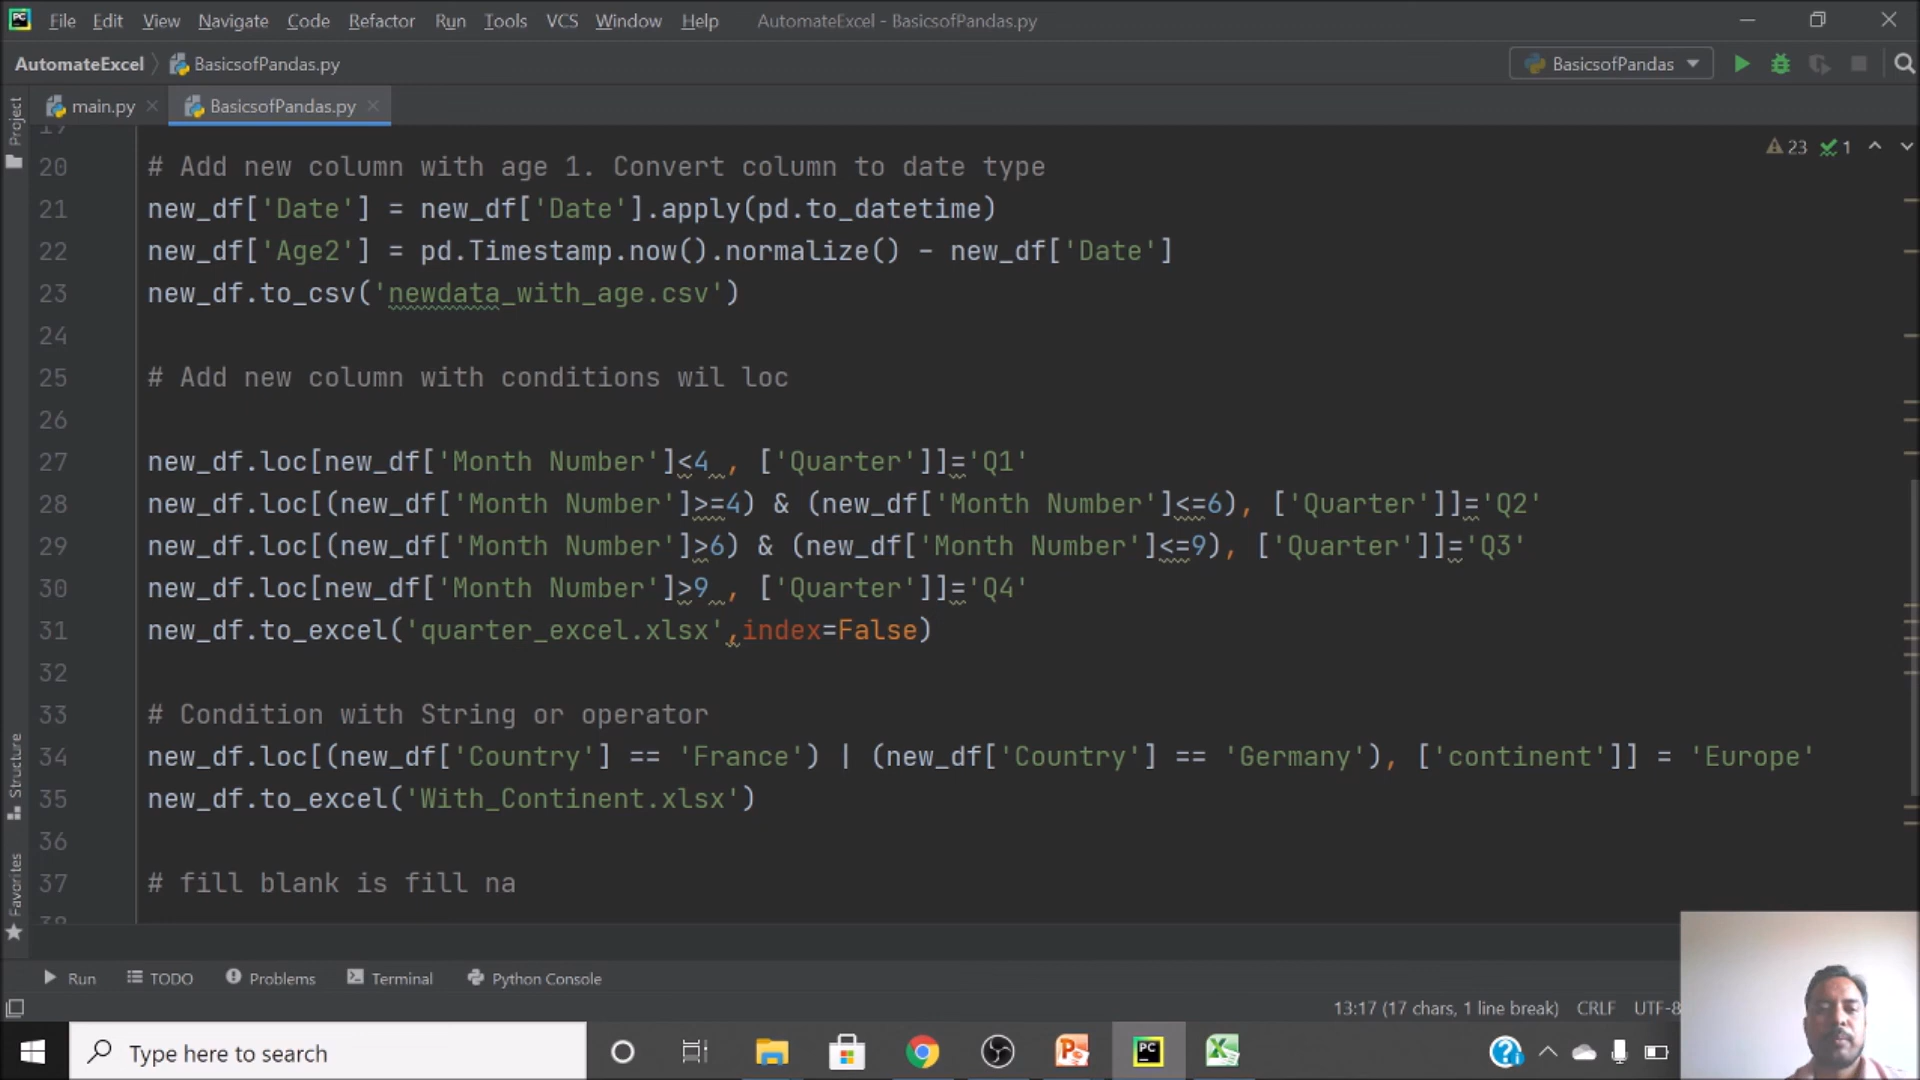 PC File Edit View Navigate Code Refactor Run Tools VCS Window Help AutomateExcel - BasicsofPandas.py
AutomateExcel BasicsofPandas.py BasicsofPandas
main.py BasicsofPandas.py
Project
23 1
19
20 # Add new column with age 1. Convert column to date type
21 new_df['Date'] = new_df['Date'].apply(pd.to_datetime)
22 new_df['Age2'] = pd.Timestamp.now().normalize() - new_df['Date']
23 new_df.to_csv('newdata_with_age.csv')
24
25 # Add new column with conditions wil loc
26
27 new_df.loc[new_df['Month Number']<4 , ['Quarter']]='Q1'
28 new_df.loc[(new_df['Month Number']>=4) & (new_df['Month Number']<=6), ['Quarter']]='Q2'
29 new_df.loc[(new_df['Month Number']>6) & (new_df['Month Number']<=9), ['Quarter']]='Q3'
30 new_df.loc[new_df['Month Number']>9 , ['Quarter']]='Q4'
31 new_df.to_excel('quarter_excel.xlsx',index=False)
32
33 # Condition with String or operator
34 new_df.loc[(new_df['Country'] == 'France') | (new_df['Country'] == 'Germany'), ['continent']] = 'Europe'
35 new_df.to_excel('With_Continent.xlsx')
36
37 # fill blank is fill na
38
Structure
Favorites
Run TODO Problems Terminal Python Console
13:17 (17 chars, 1 line break) CRLF UTF-8
Type here to search PC